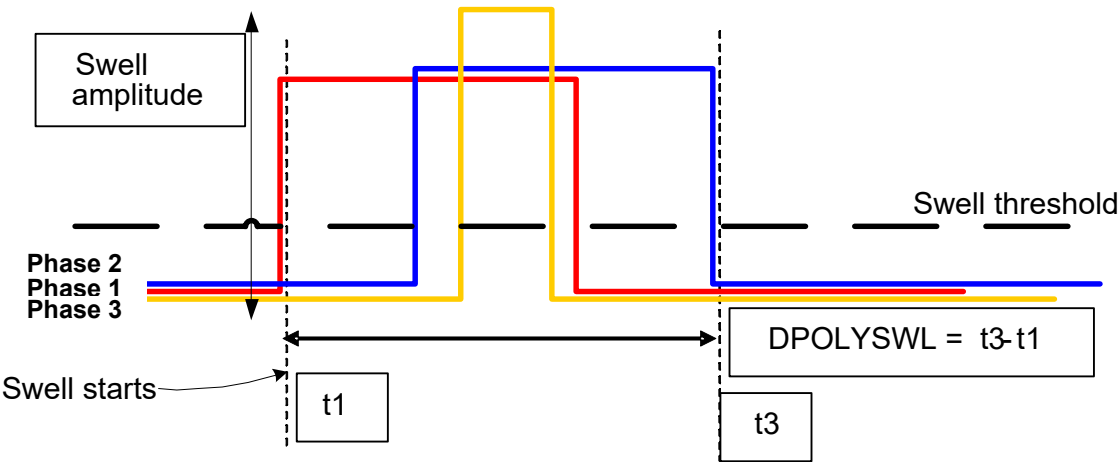 Swell
amplitude
Swell threshold
Phase 2
Phase 1
Phase 3
DPOLYSWL = t3-t1
Swell starts
t1
t3